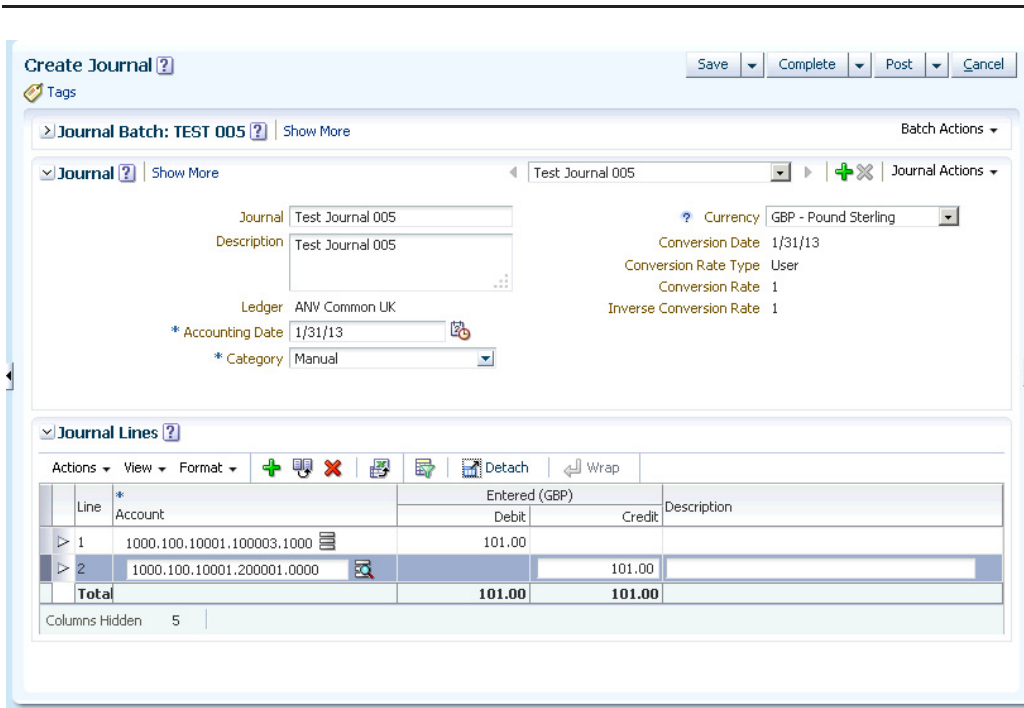 Create Journal ? Save Complete Post Cancel
Tags
Journal Batch: TEST 005 ? Show More Batch Actions
Journal ? Show More Test Journal 005 Journal Actions
Journal Test Journal 005 ? Currency GBP - Pound Sterling
Description Test Journal 005 Conversion Date 1/31/13
Conversion Rate Type User
Conversion Rate 1
Ledger ANV Common UK Inverse Conversion Rate 1
* Accounting Date 1/31/13
* Category Manual
Journal Lines ?
Actions View Format Detach Wrap
Line * Account Entered (GBP) Description
Debit Credit
1 1000.100.10001.100003.1000 101.00
2 1000.100.10001.200001.0000 101.00
Total 101.00 101.00
Columns Hidden 5